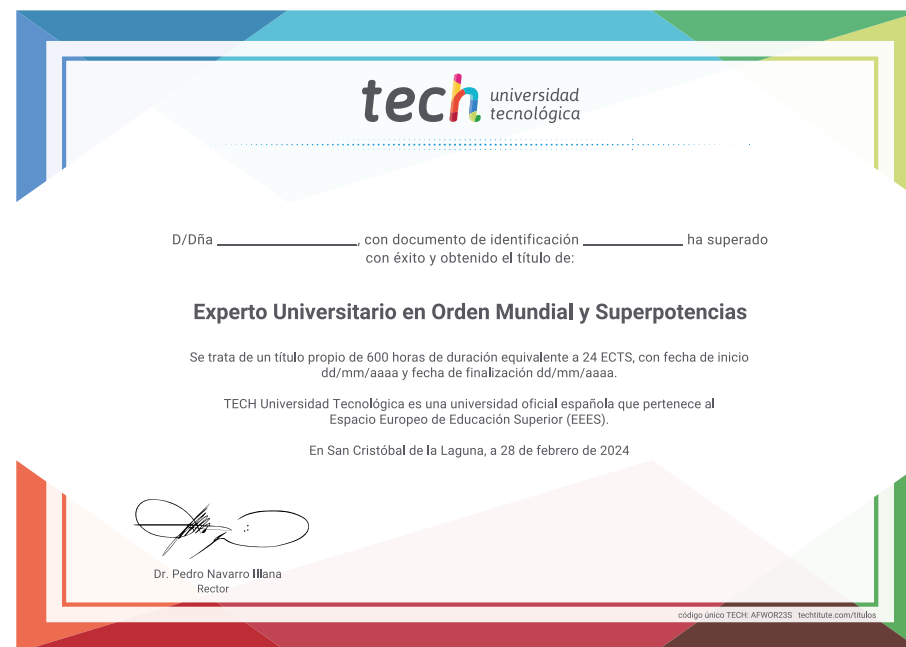 tech universidad
tecnológica
D/Dña ________________, con documento de identificación ____________ ha superado
con éxito y obtenido el título de:
Experto Universitario en Orden Mundial y Superpotencias
Se trata de un título propio de 600 horas de duración equivalente a 24 ECTS, con fecha de inicio
dd/mm/aaaa y fecha de finalización dd/mm/aaaa.
TECH Universidad Tecnológica es una universidad oficial española que pertenece al
Espacio Europeo de Educación Superior (EEES).
En San Cristóbal de la Laguna, a 28 de febrero de 2024
Dr. Pedro Navarro Illana
Rector
código único TECH: AFWOR23S techtitute.com/titulos